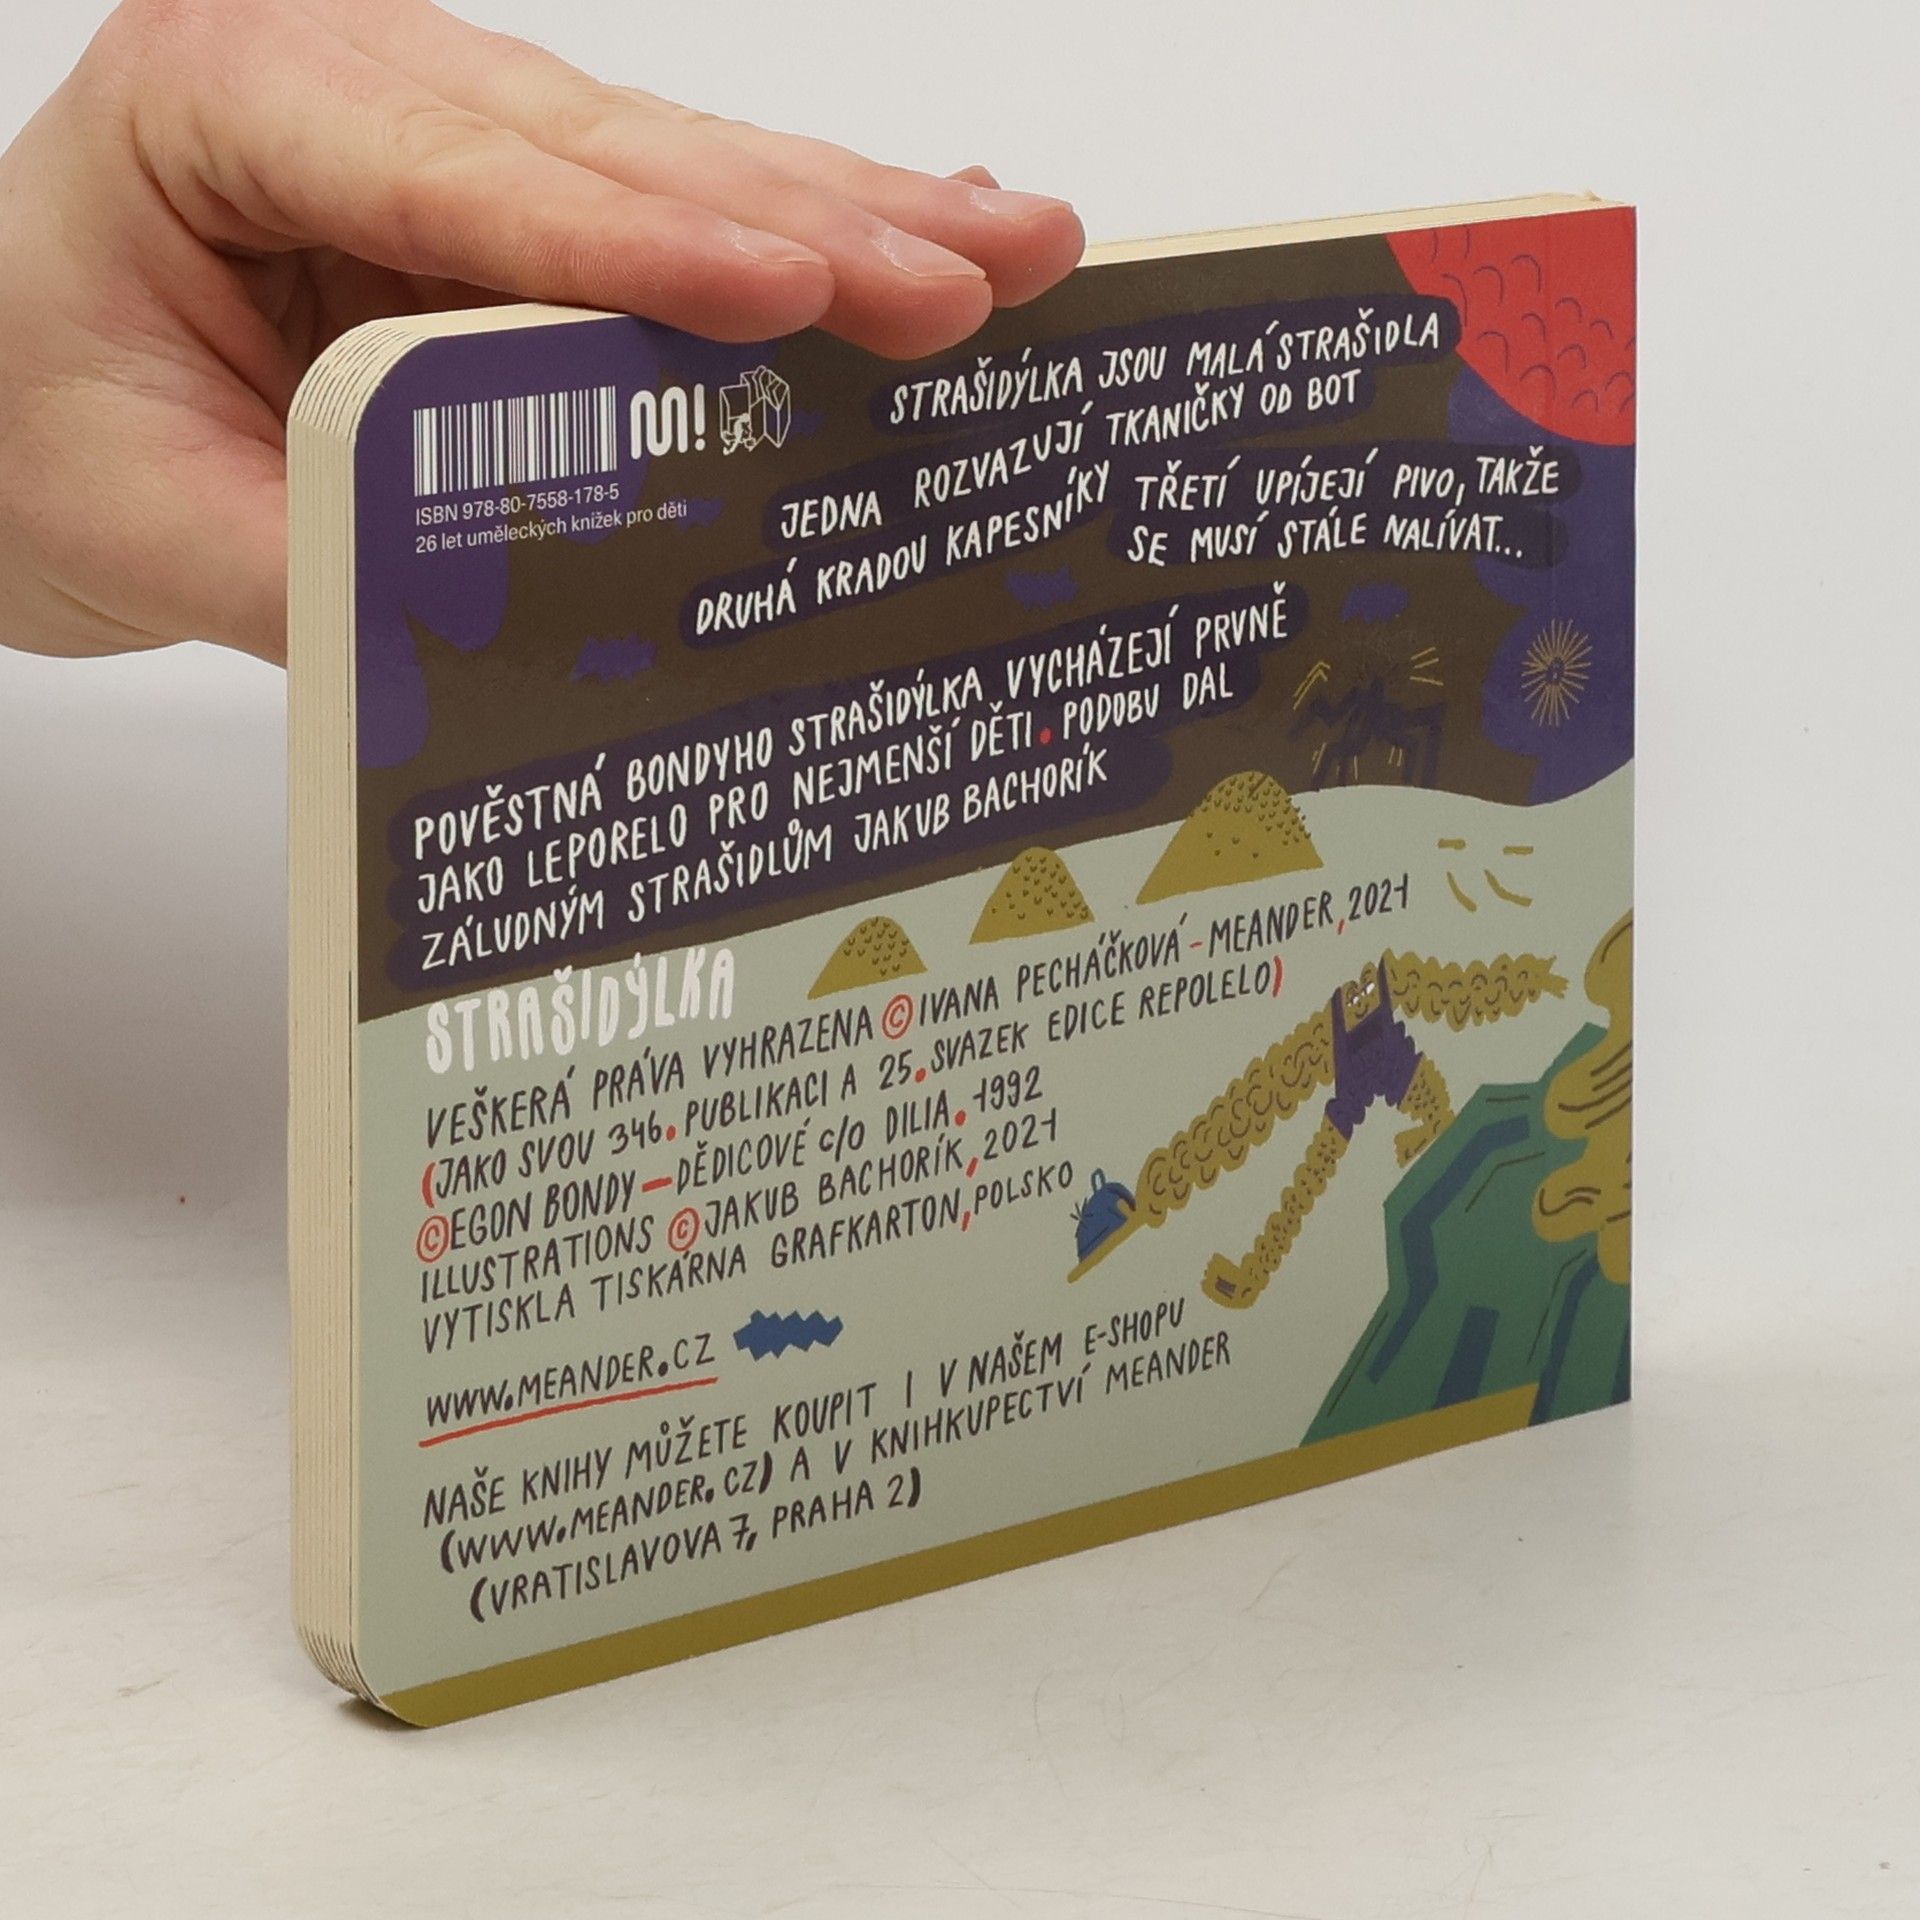 M!
ISBN 978-80-7558-178-5
26 let uměleckých knížek pro děti
STRAŠIDÝLKA JSOU MALÁ STRAŠIDLA
JEDNA ROZVAZUJÍ TKANIČKY OD BOT
DRUHÁ KRADOU KAPESNÍKY
TŘETÍ UPÍJEJÍ PIVO, TAKŽE
SE MUSÍ STÁLE NALÍVAT...
POVĚSTNÁ BONDYHO STRAŠIDÝLKA VYCHÁZEJÍ PRVNĚ
JAKO LEPORELO PRO NEJMENŠÍ DĚTI. PODOBU DAL
ZÁLUDNÝM STRAŠIDLŮM JAKUB BACHORÍK
STRAŠIDÝLKA
VEŠKERÁ PRÁVA VYHRAZENA © IVANA PECHÁČKOVÁ - MEANDER, 2021
(JAKO SVOU 346. PUBLIKACI A 25. SVAZEK EDICE REPOLELO)
© EGON BONDY – DĚDICOVÉ c/o DILIA. 1992
ILLUSTRATIONS © JAKUB BACHORÍK, 2021
VYTISKLA TISKÁRNA GRAFKARTON, POLSKO
WWW.MEANDER.CZ
NAŠE KNIHY MŮŽETE KOUPIT I V NAŠEM E-SHOPU
(WWW.MEANDER.CZ) A V KNIHKUPECTVÍ MEANDER
(VRATISLAVOVA 7, PRAHA 2)